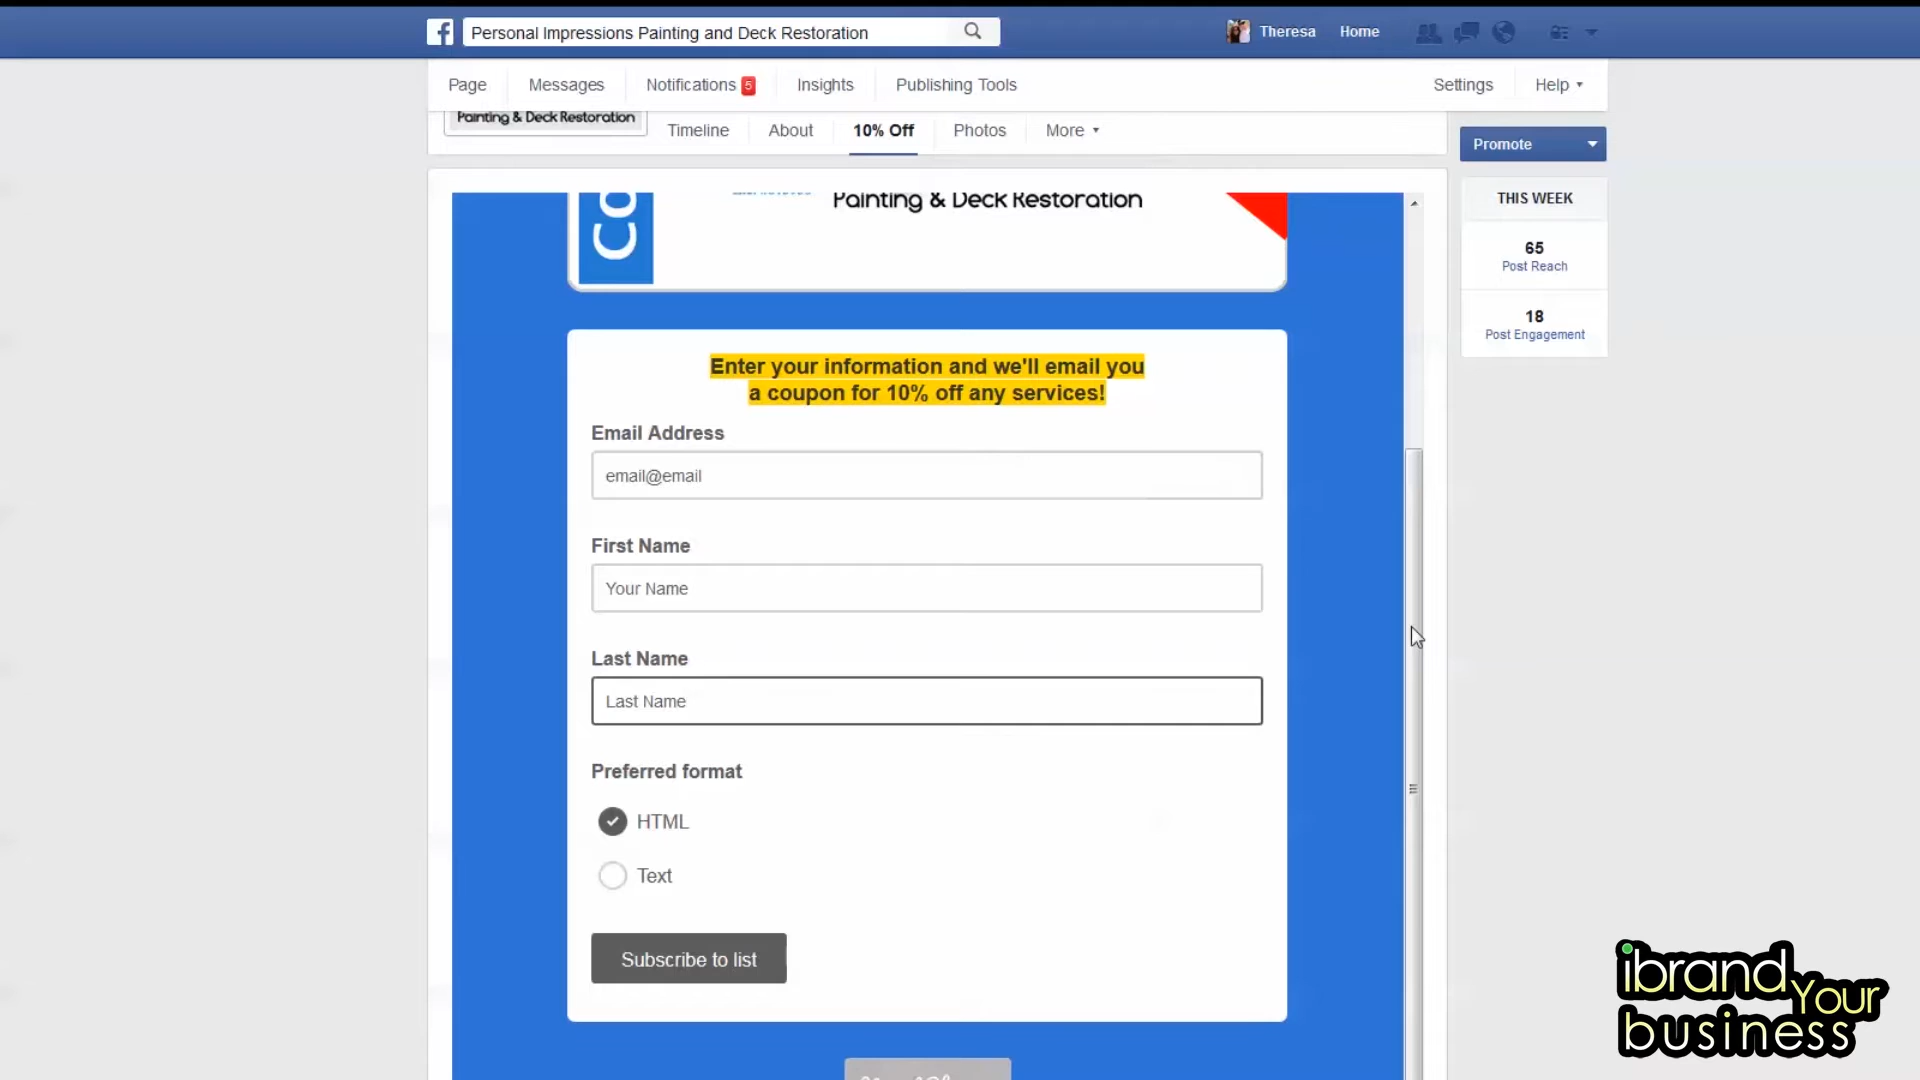 Personal Impressions Painting and Deck Restoration
Theresa
Home
Page
Messages
Notifications 5
Insights
Publishing Tools
Settings
Help
Painting & Deck Restoration
Timeline
About
10% Off
Photos
More
Promote
THIS WEEK
65
Post Reach
18
Post Engagement
Painting & Deck Restoration
Enter your information and we'll email you
a coupon for 10% off any services!
Email Address
email@email
First Name
Your Name
Last Name
Last Name
Preferred format
HTML
Text
Subscribe to list
ibrand
Your
business